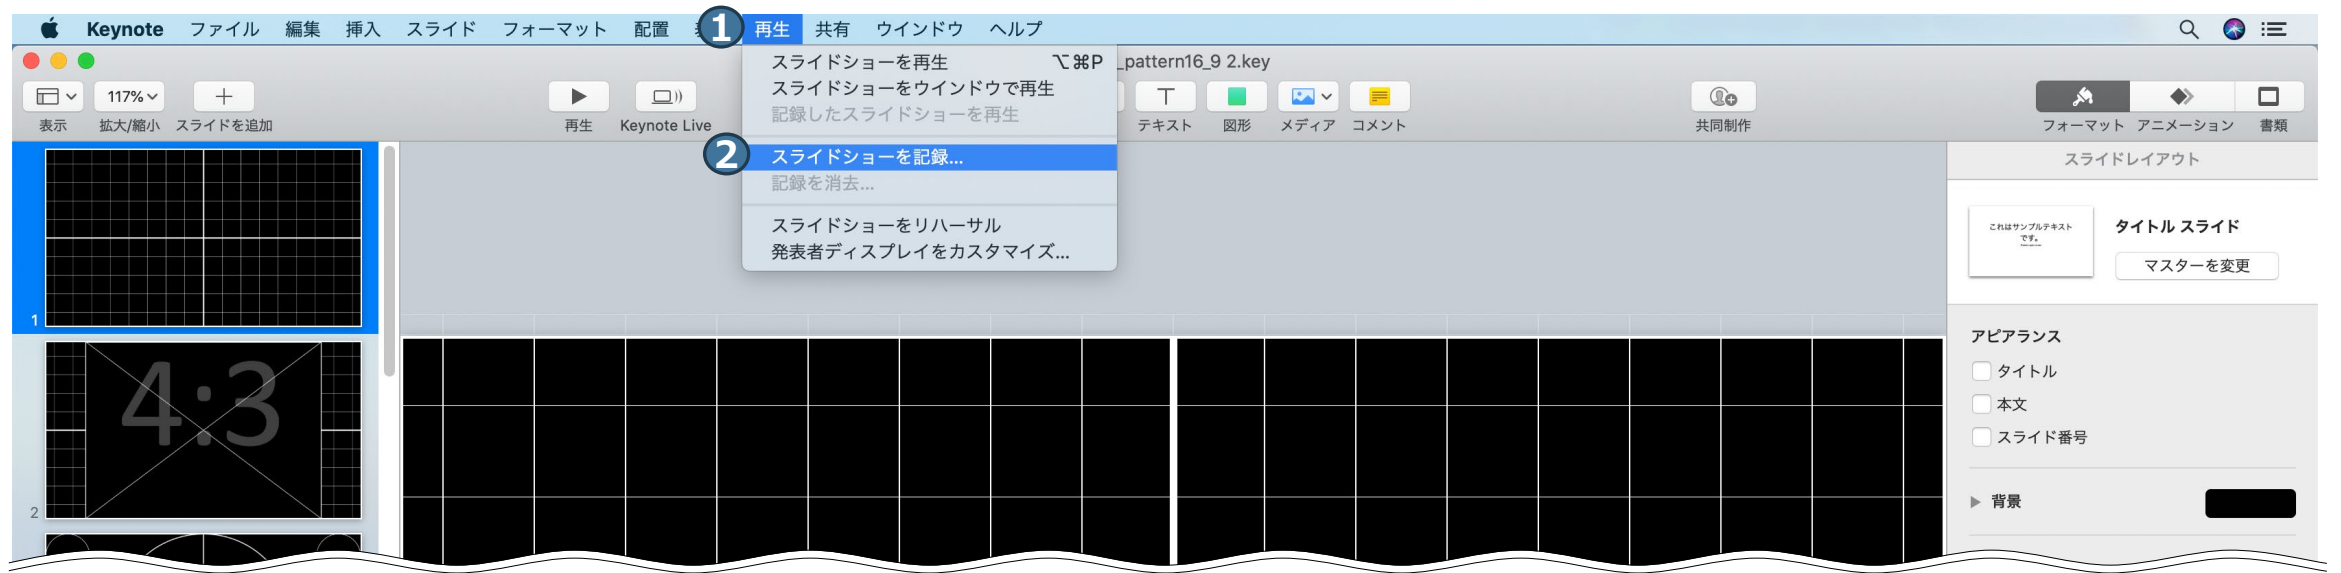 Keynote ファイル 編集 挿入 スライド フォーマット 配置 1 再生 共有 ウインドウ ヘルプ
_pattern16_9 2.key
117%
表示 拡大/縮小 スライドを追加 再生 Keynote Live テキスト 図形 メディア コメント 共同制作 フォーマット アニメーション 書類
スライドショーを再生 ⌥⌘P
スライドショーをウインドウで再生
記録したスライドショーを再生
2 スライドショーを記録...
記録を消去...
スライドショーをリハーサル
発表者ディスプレイをカスタマイズ...
1
4:3
2
スライドレイアウト
これはサンプルテキスト
です。
タイトル スライド
マスターを変更
アピアランス
タイトル
本文
スライド番号
背景